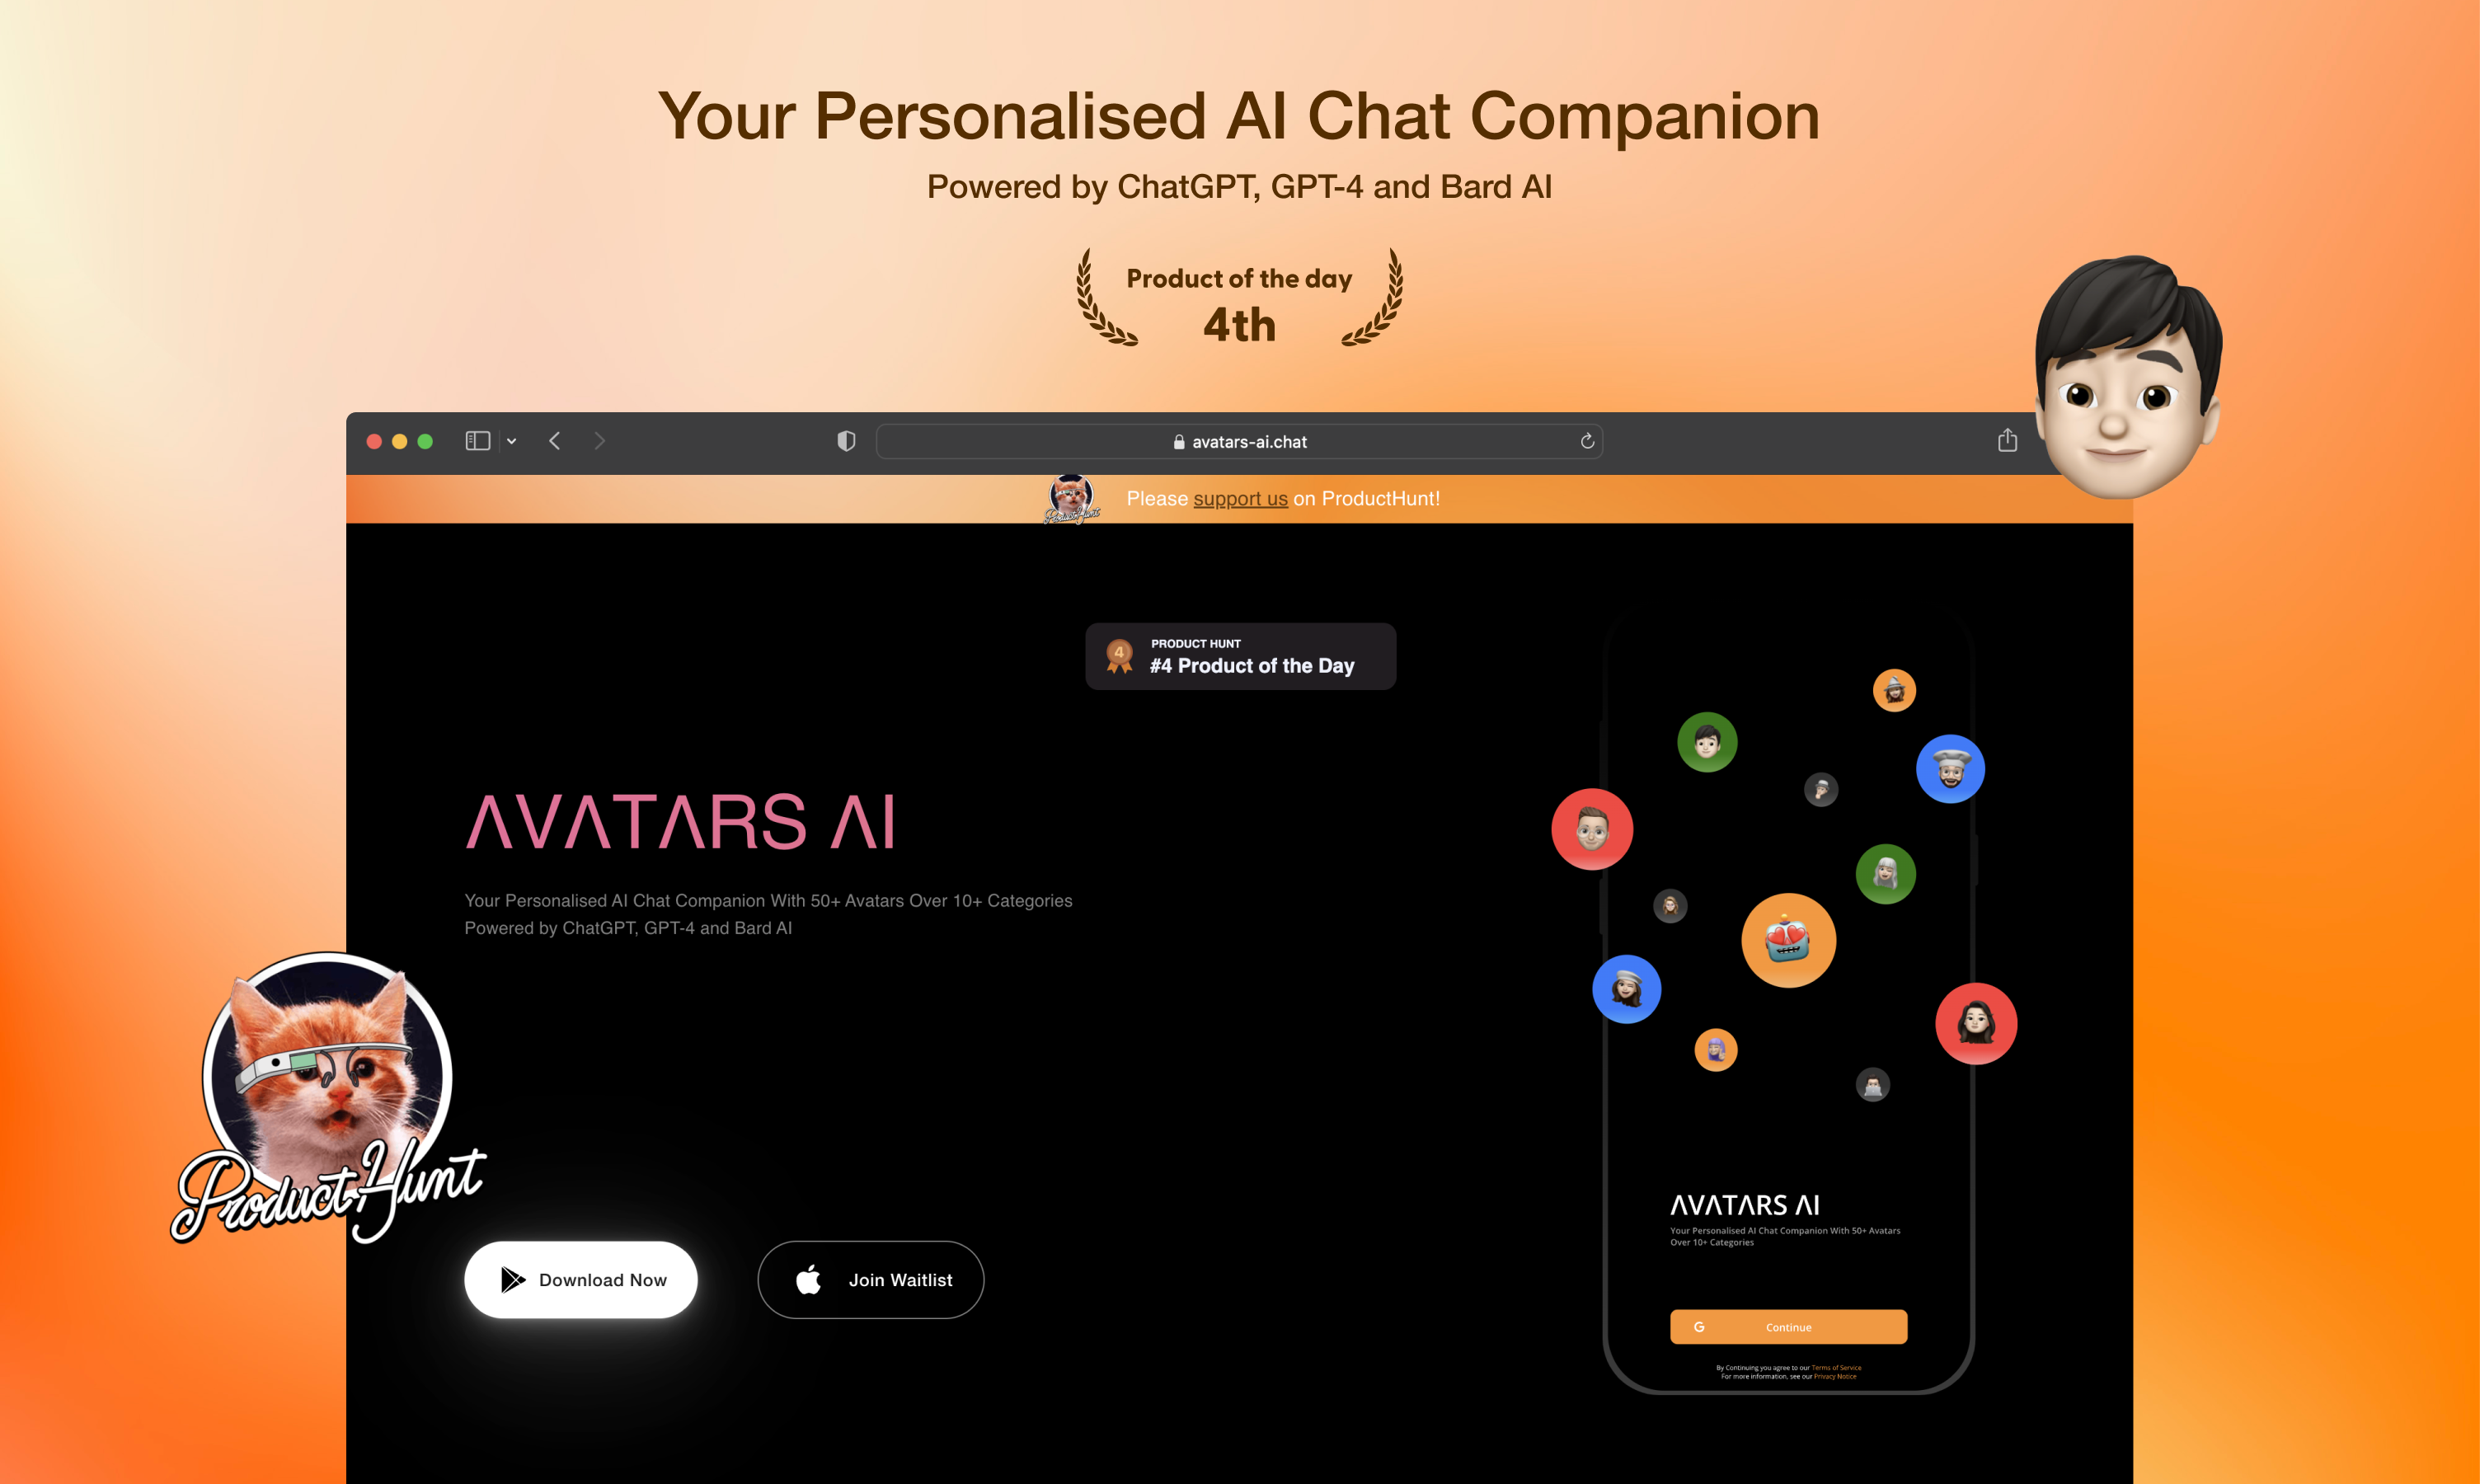 Your Personalised AI Chat Companion
Powered by ChatGPT, GPT-4 and Bard AI
Product of the day
4th
avatars-ai.chat
Product Hunt
Please support us on ProductHunt!
4
PRODUCT HUNT
#4 Product of the Day
AVATARS AI
Your Personalised AI Chat Companion With 50+ Avatars Over 10+ Categories
Powered by ChatGPT, GPT-4 and Bard AI
Product Hunt
Download Now
Join Waitlist
AVATARS AI
Your Personalised AI Chat Companion With 50+ Avatars
Over 10+ Categories
G
Continue
By Continuing you agree to our Terms of Service
For more information, see our Privacy Notice